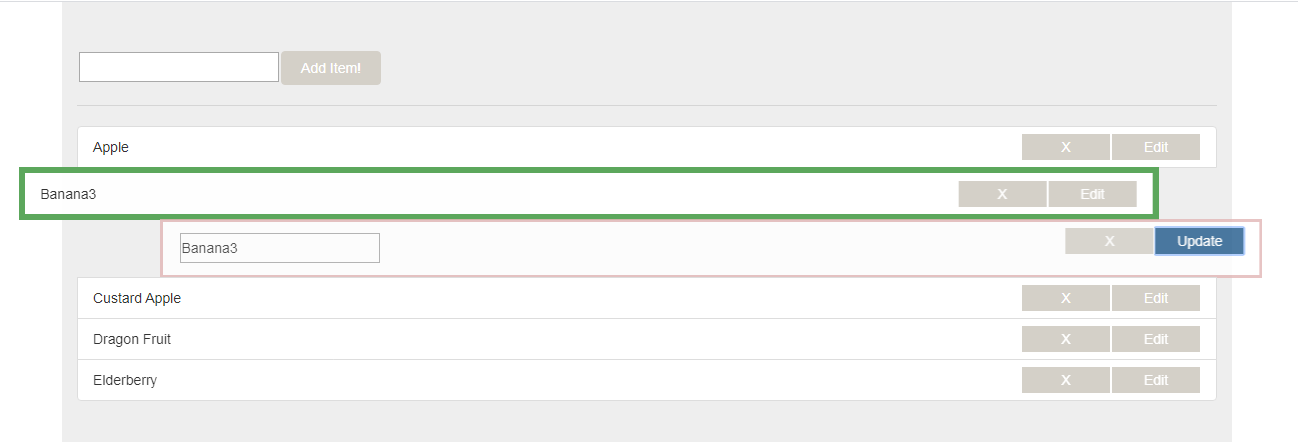 Add Item!
Apple X Edit
Banana3 X Edit
Banana3 X Update
Custard Apple X Edit
Dragon Fruit X Edit
Elderberry X Edit